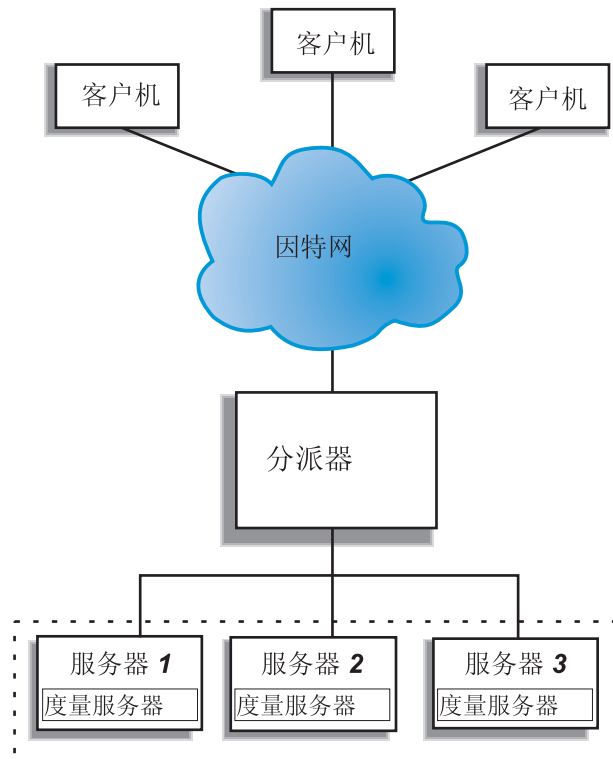 客户机
客户机
客户机
因特网
分派器
服务器 1
度量服务器
服务器 2
度量服务器
服务器 3
度量服务器